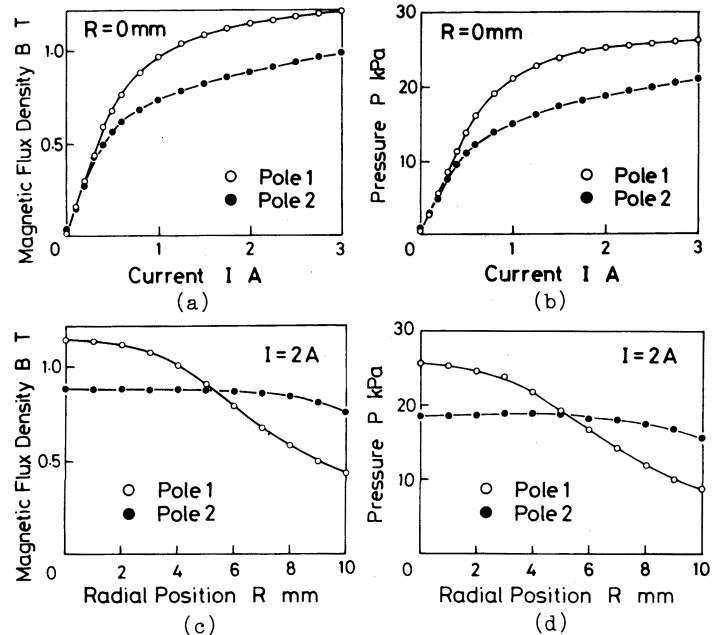 Magnetic Flux Density B T
1.0
0.5
0
R = 0mm
Pole 1
Pole 2
0
1
2
3
Current I A
(a)
Pressure P kPa
30
20
10
0
R = 0mm
Pole 1
Pole 2
0
1
2
3
Current I A
(b)
Magnetic Flux Density B T
1.0
0.5
0
I = 2A
Pole 1
Pole 2
2
4
6
8
10
Radial Position R mm
(c)
Pressure P kPa
30
20
10
0
I = 2A
Pole 1
Pole 2
2
4
6
8
10
Radial Position R mm
(d)